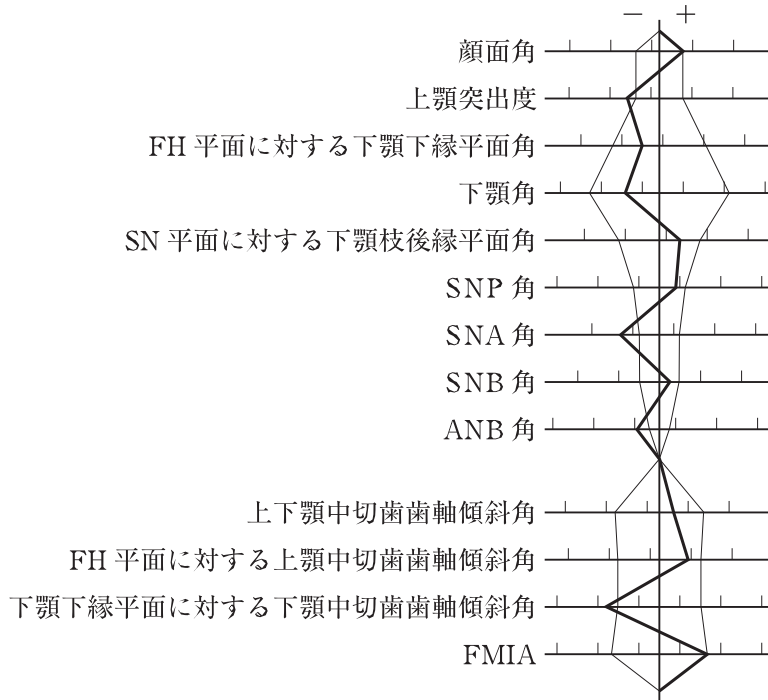 − +
顔面角
上顎突出度
FH 平面に対する下顎下縁平面角
下顎角
SN 平面に対する下顎枝後縁平面角
SNP 角
SNA 角
SNB 角
ANB 角
上下顎中切歯歯軸傾斜角
FH 平面に対する上顎中切歯歯軸傾斜角
下顎下縁平面に対する下顎中切歯歯軸傾斜角
FMIA